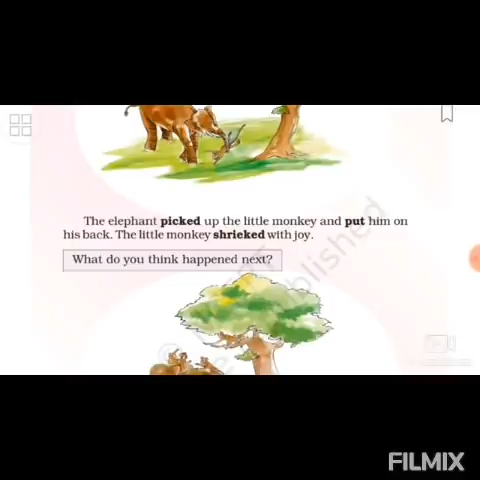 The elephant picked up the little monkey and put him on
his back. The little monkey shrieked with joy.
What do you think happened next?
FILMIX